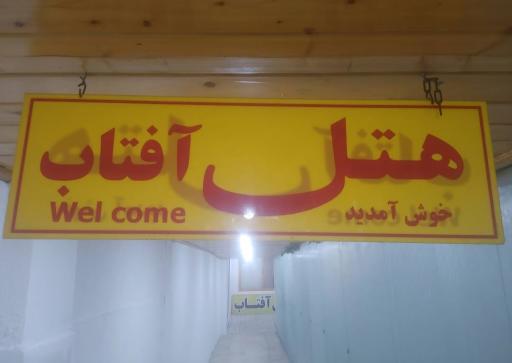 هتل آفتاب
خوش آمدید Wel come
آفتاب